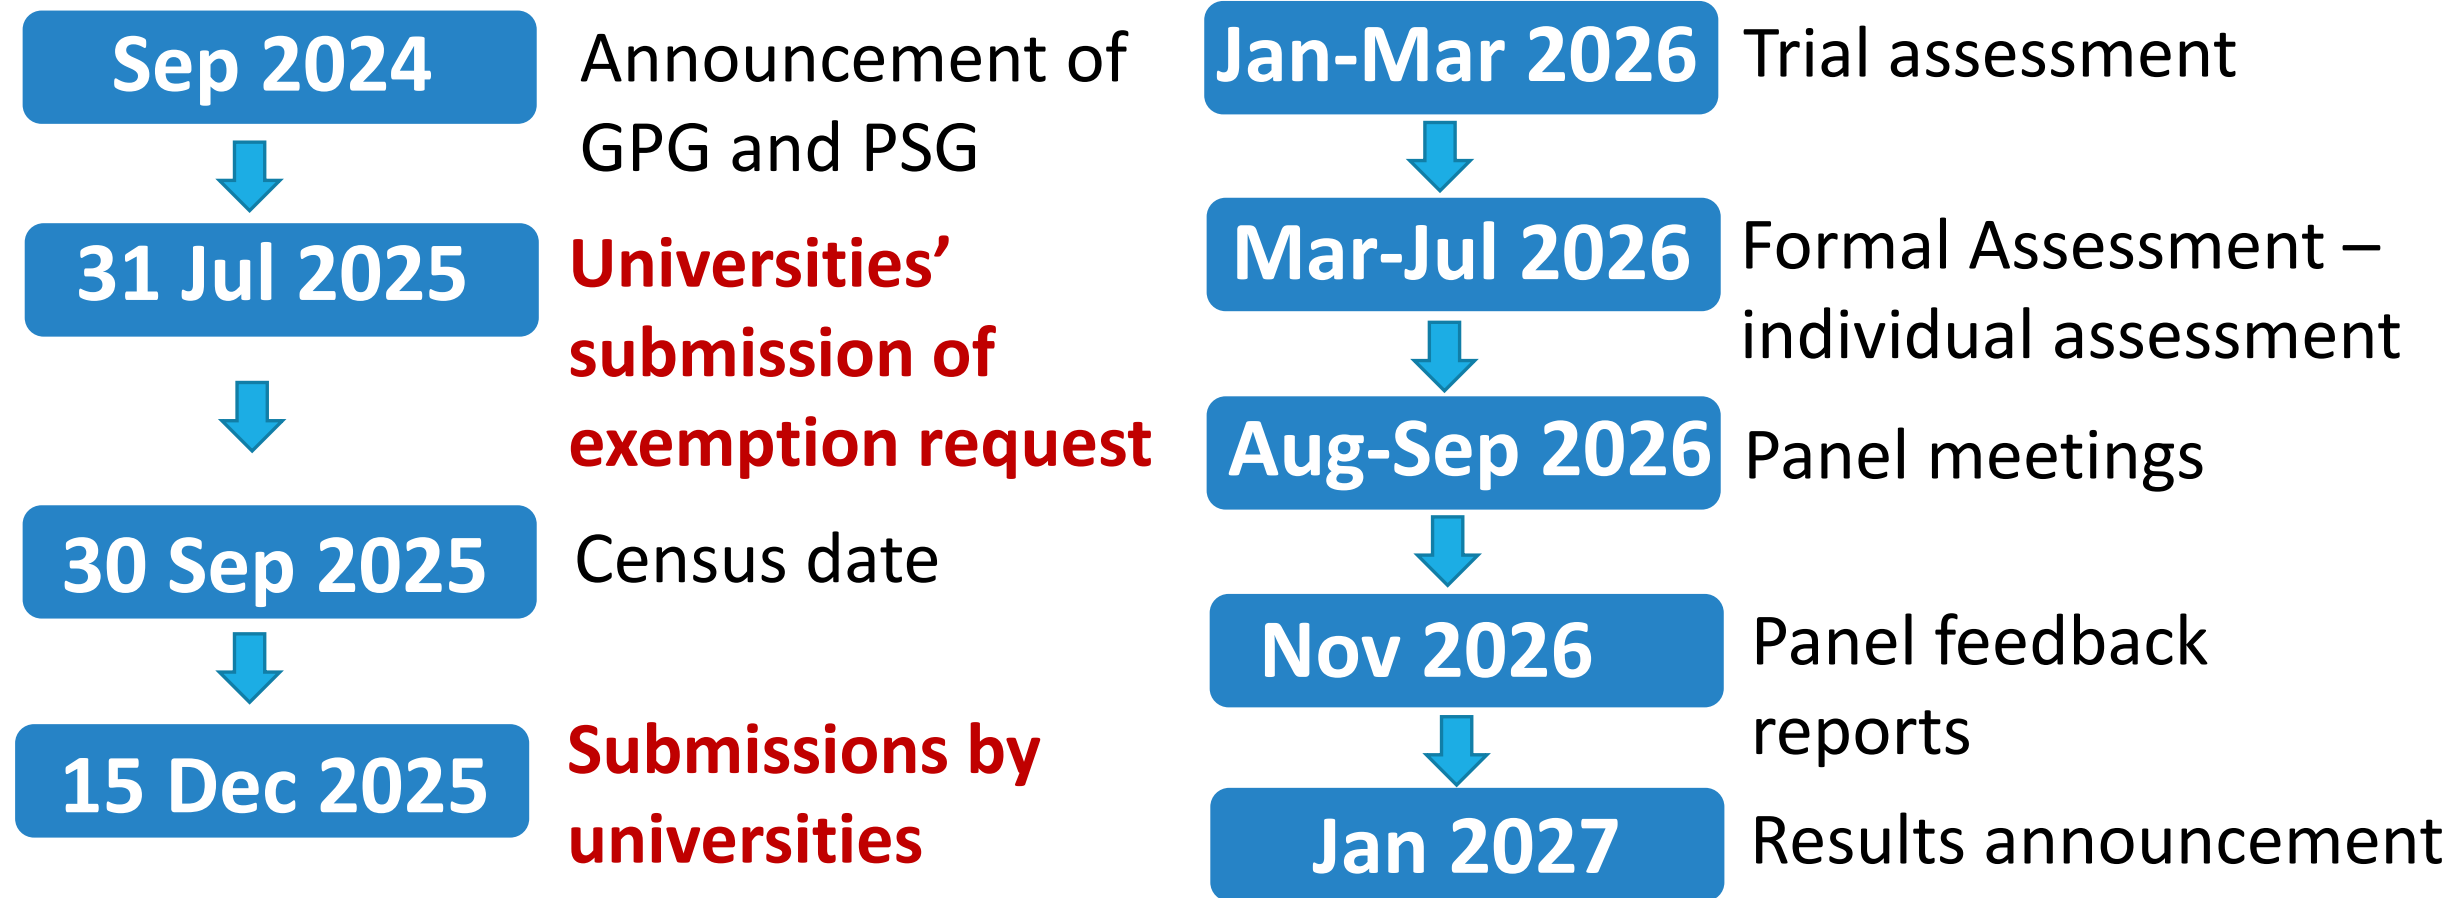 Sep 2024
Announcement of
GPG and PSG
31 Jul 2025
Universities’
submission of
exemption request
30 Sep 2025
Census date
15 Dec 2025
Submissions by
universities
Jan-Mar 2026
Trial assessment
Mar-Jul 2026
Formal Assessment –
individual assessment
Aug-Sep 2026
Panel meetings
Nov 2026
Panel feedback
reports
Jan 2027
Results announcement